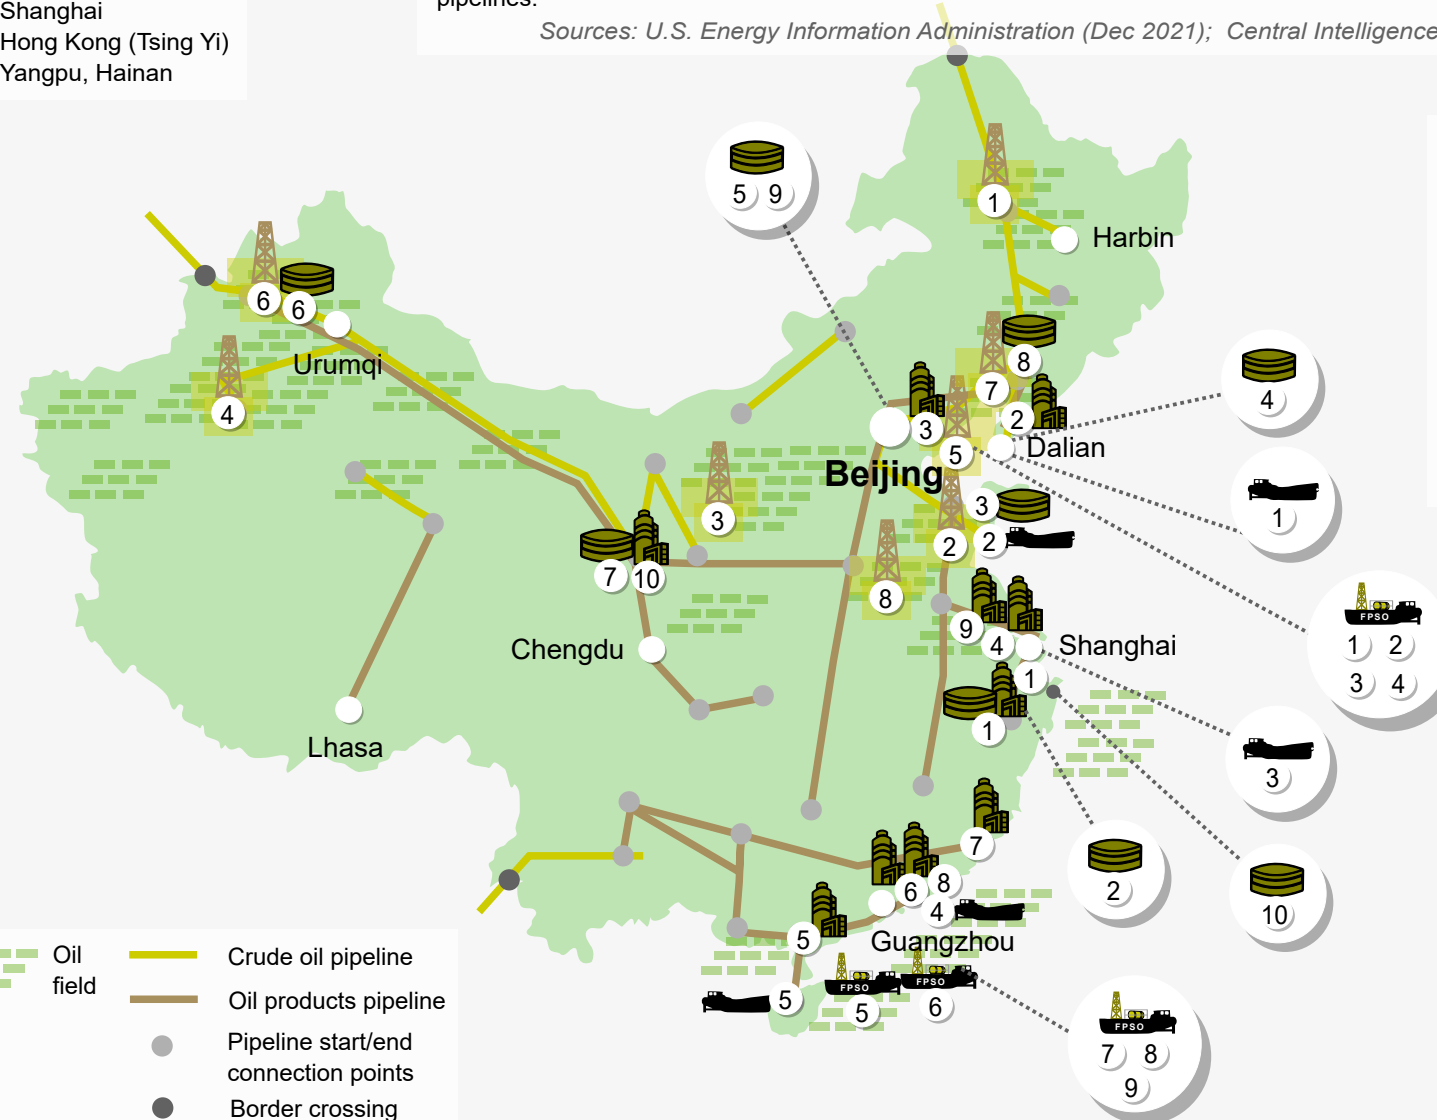 Shanghai
Hong Kong (Tsing Yi)
Yangpu, Hainan
pipelines.
Sources: U.S. Energy Information Administration (Dec 2021); Central Intelligence
5 9
1
Harbin
6 6
Urumqi
4
8
7
2
3
5
Beijing
Dalian
4
1
3
3
2 2
7 10
8
FPSO
1 2
3 4
9
4
Shanghai
Chengdu
1
1
Lhasa
3
7
2
10
6 8
4
5
Guangzhou
5
FPSO
5
FPSO
6
FPSO
7 8
9
Oil
field
Crude oil pipeline
Oil products pipeline
Pipeline start/end
connection points
Border crossing